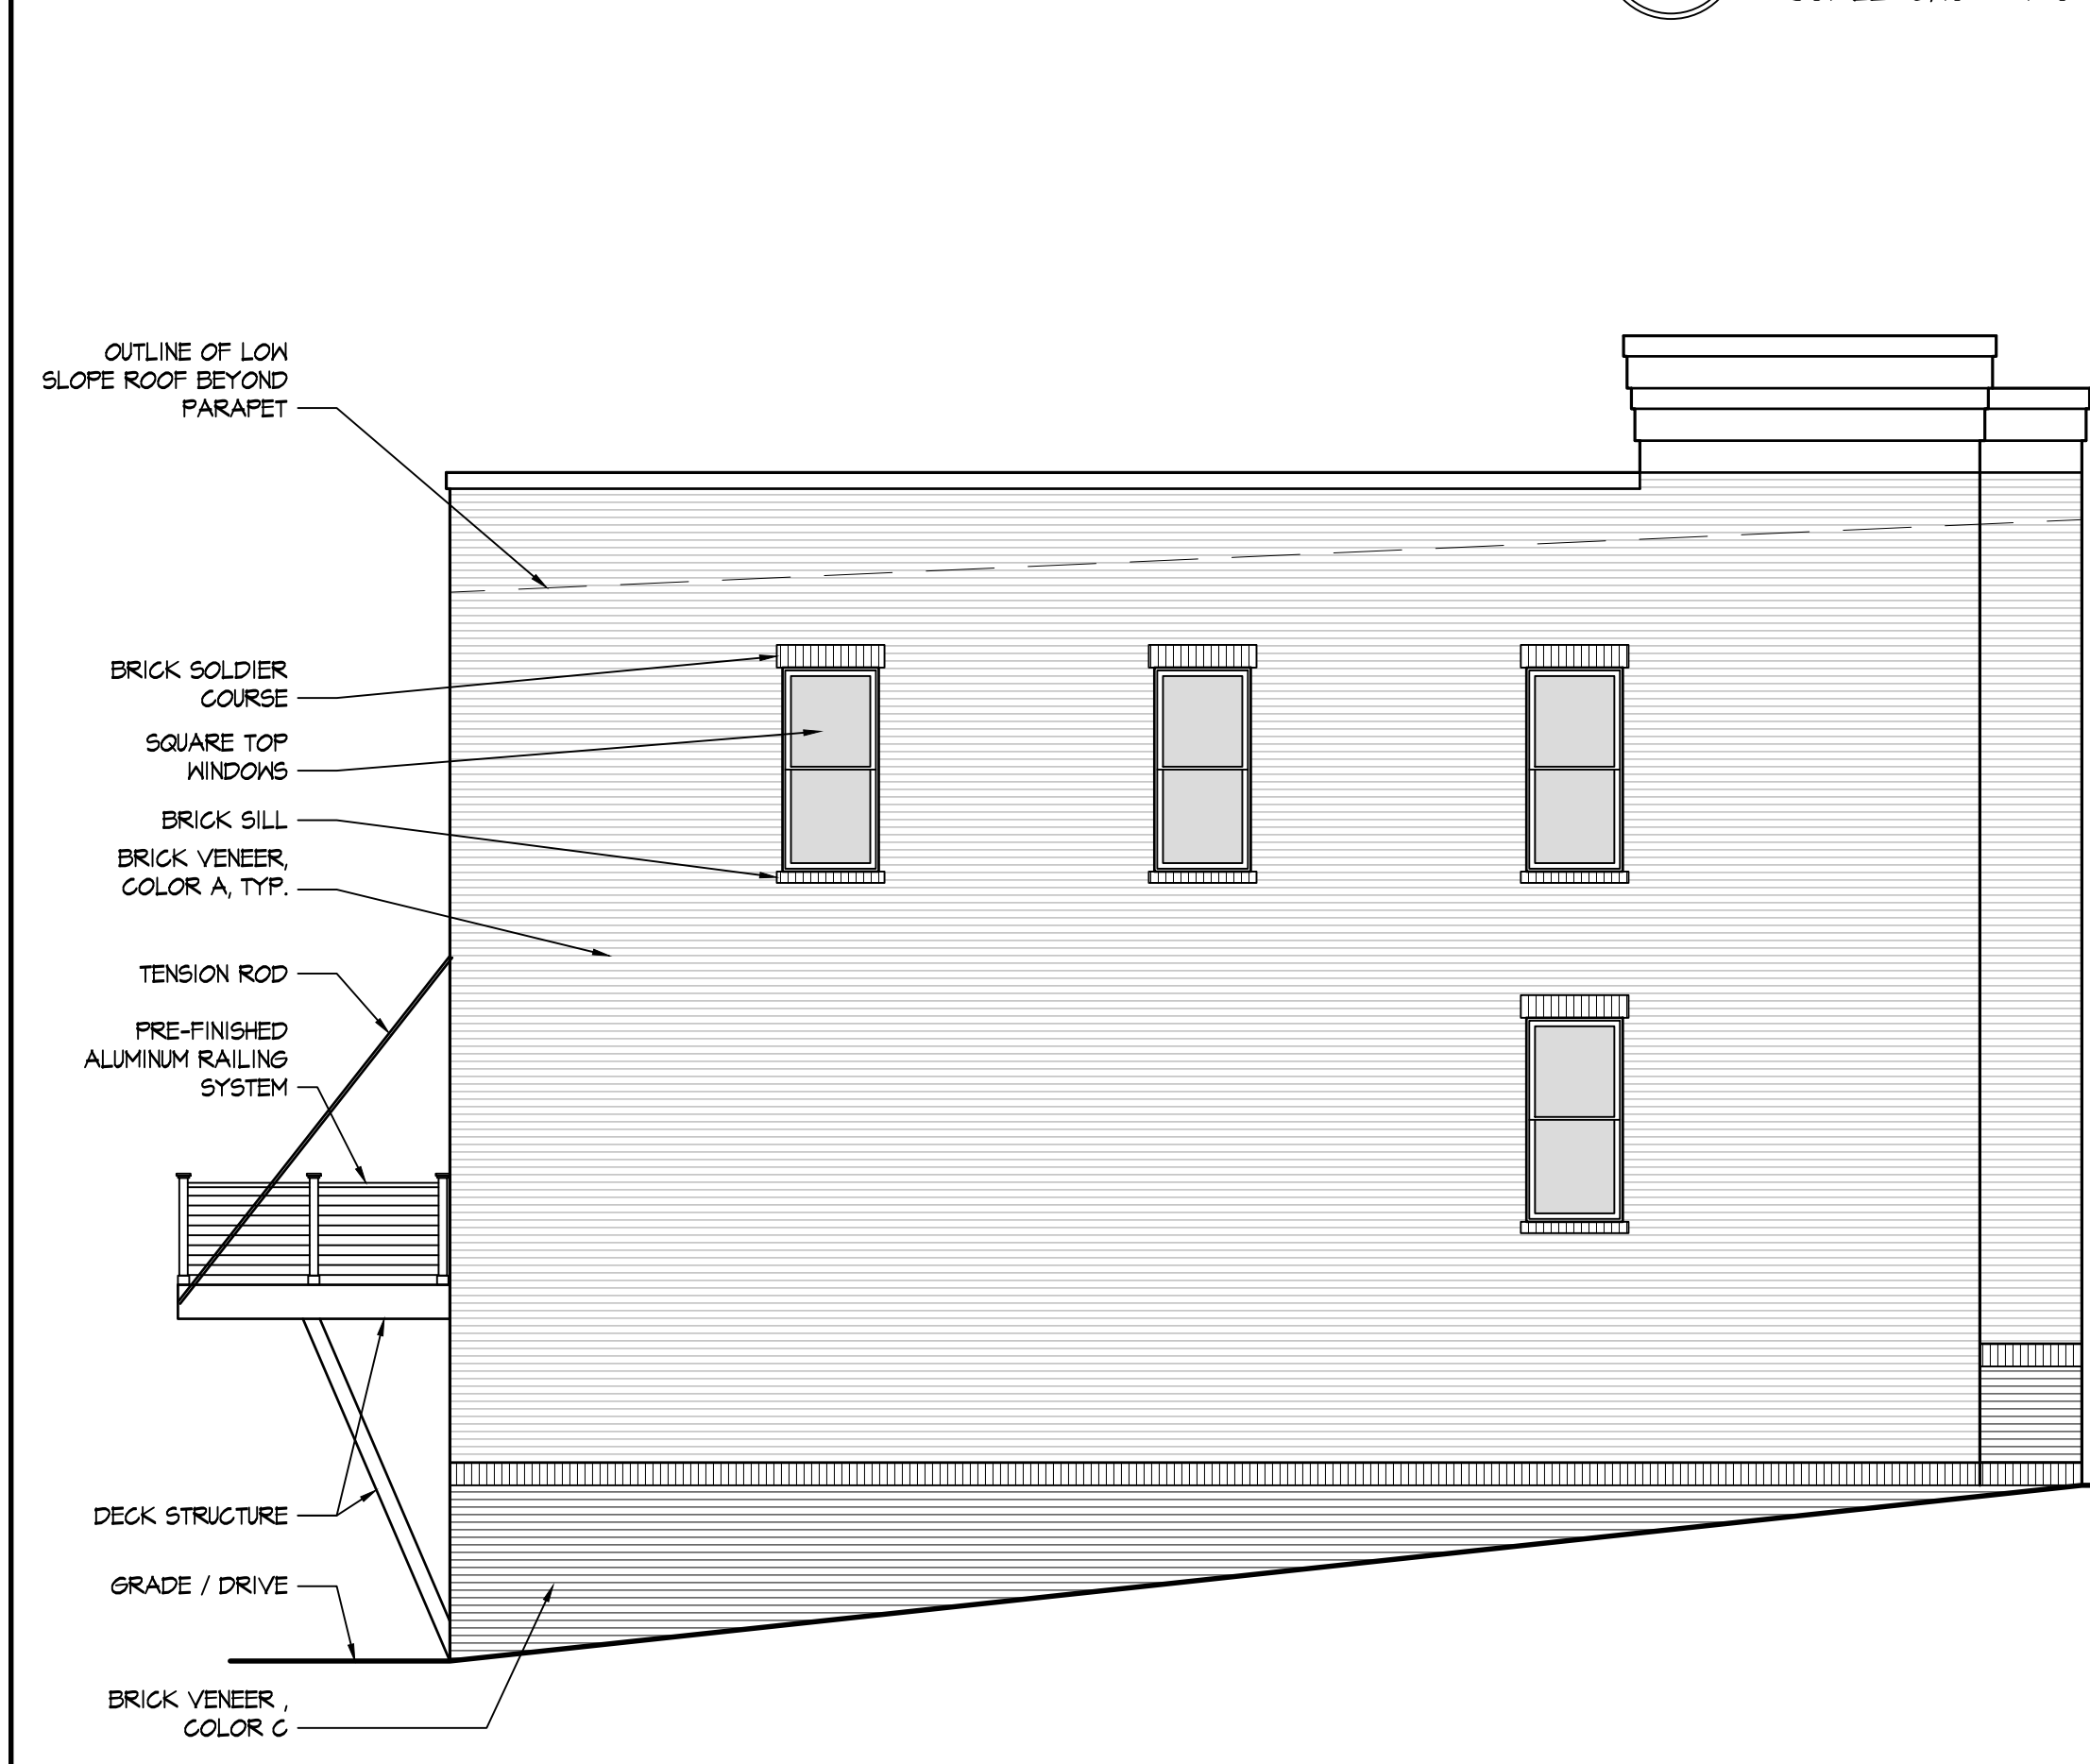 OUTLINE OF LOW
SLOPE ROOF BEYOND
PARAPET
BRICK SOLDIER
COURSE
SQUARE TOP
WINDOWS
BRICK SILL
BRICK VENEER,
COLOR A, TYP.
TENSION ROD
PRE-FINISHED
ALUMINUM RAILING
SYSTEM
DECK STRUCTURE
GRADE / DRIVE
BRICK VENEER ,
COLOR C